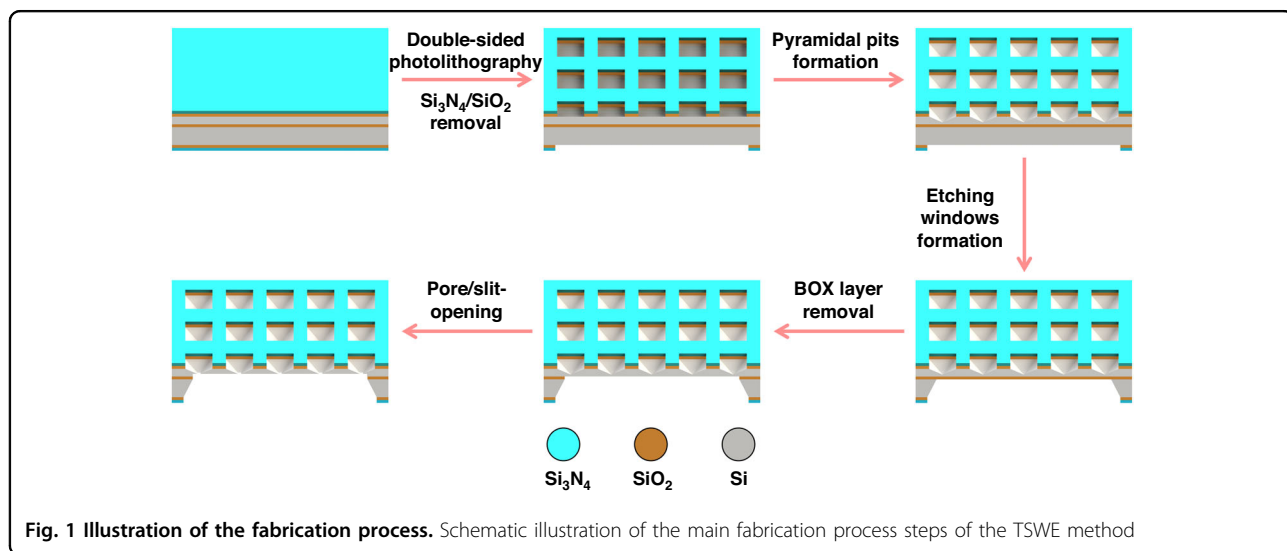 Double-sided
photolithography
Si₃N₄/SiO₂
removal
Pyramidal pits
formation
Etching
windows
formation
BOX layer
removal
Pore/slit-
opening
Si₃N₄
SiO₂
Si
Fig. 1 Illustration of the fabrication process. Schematic illustration of the main fabrication process steps of the TSWE method